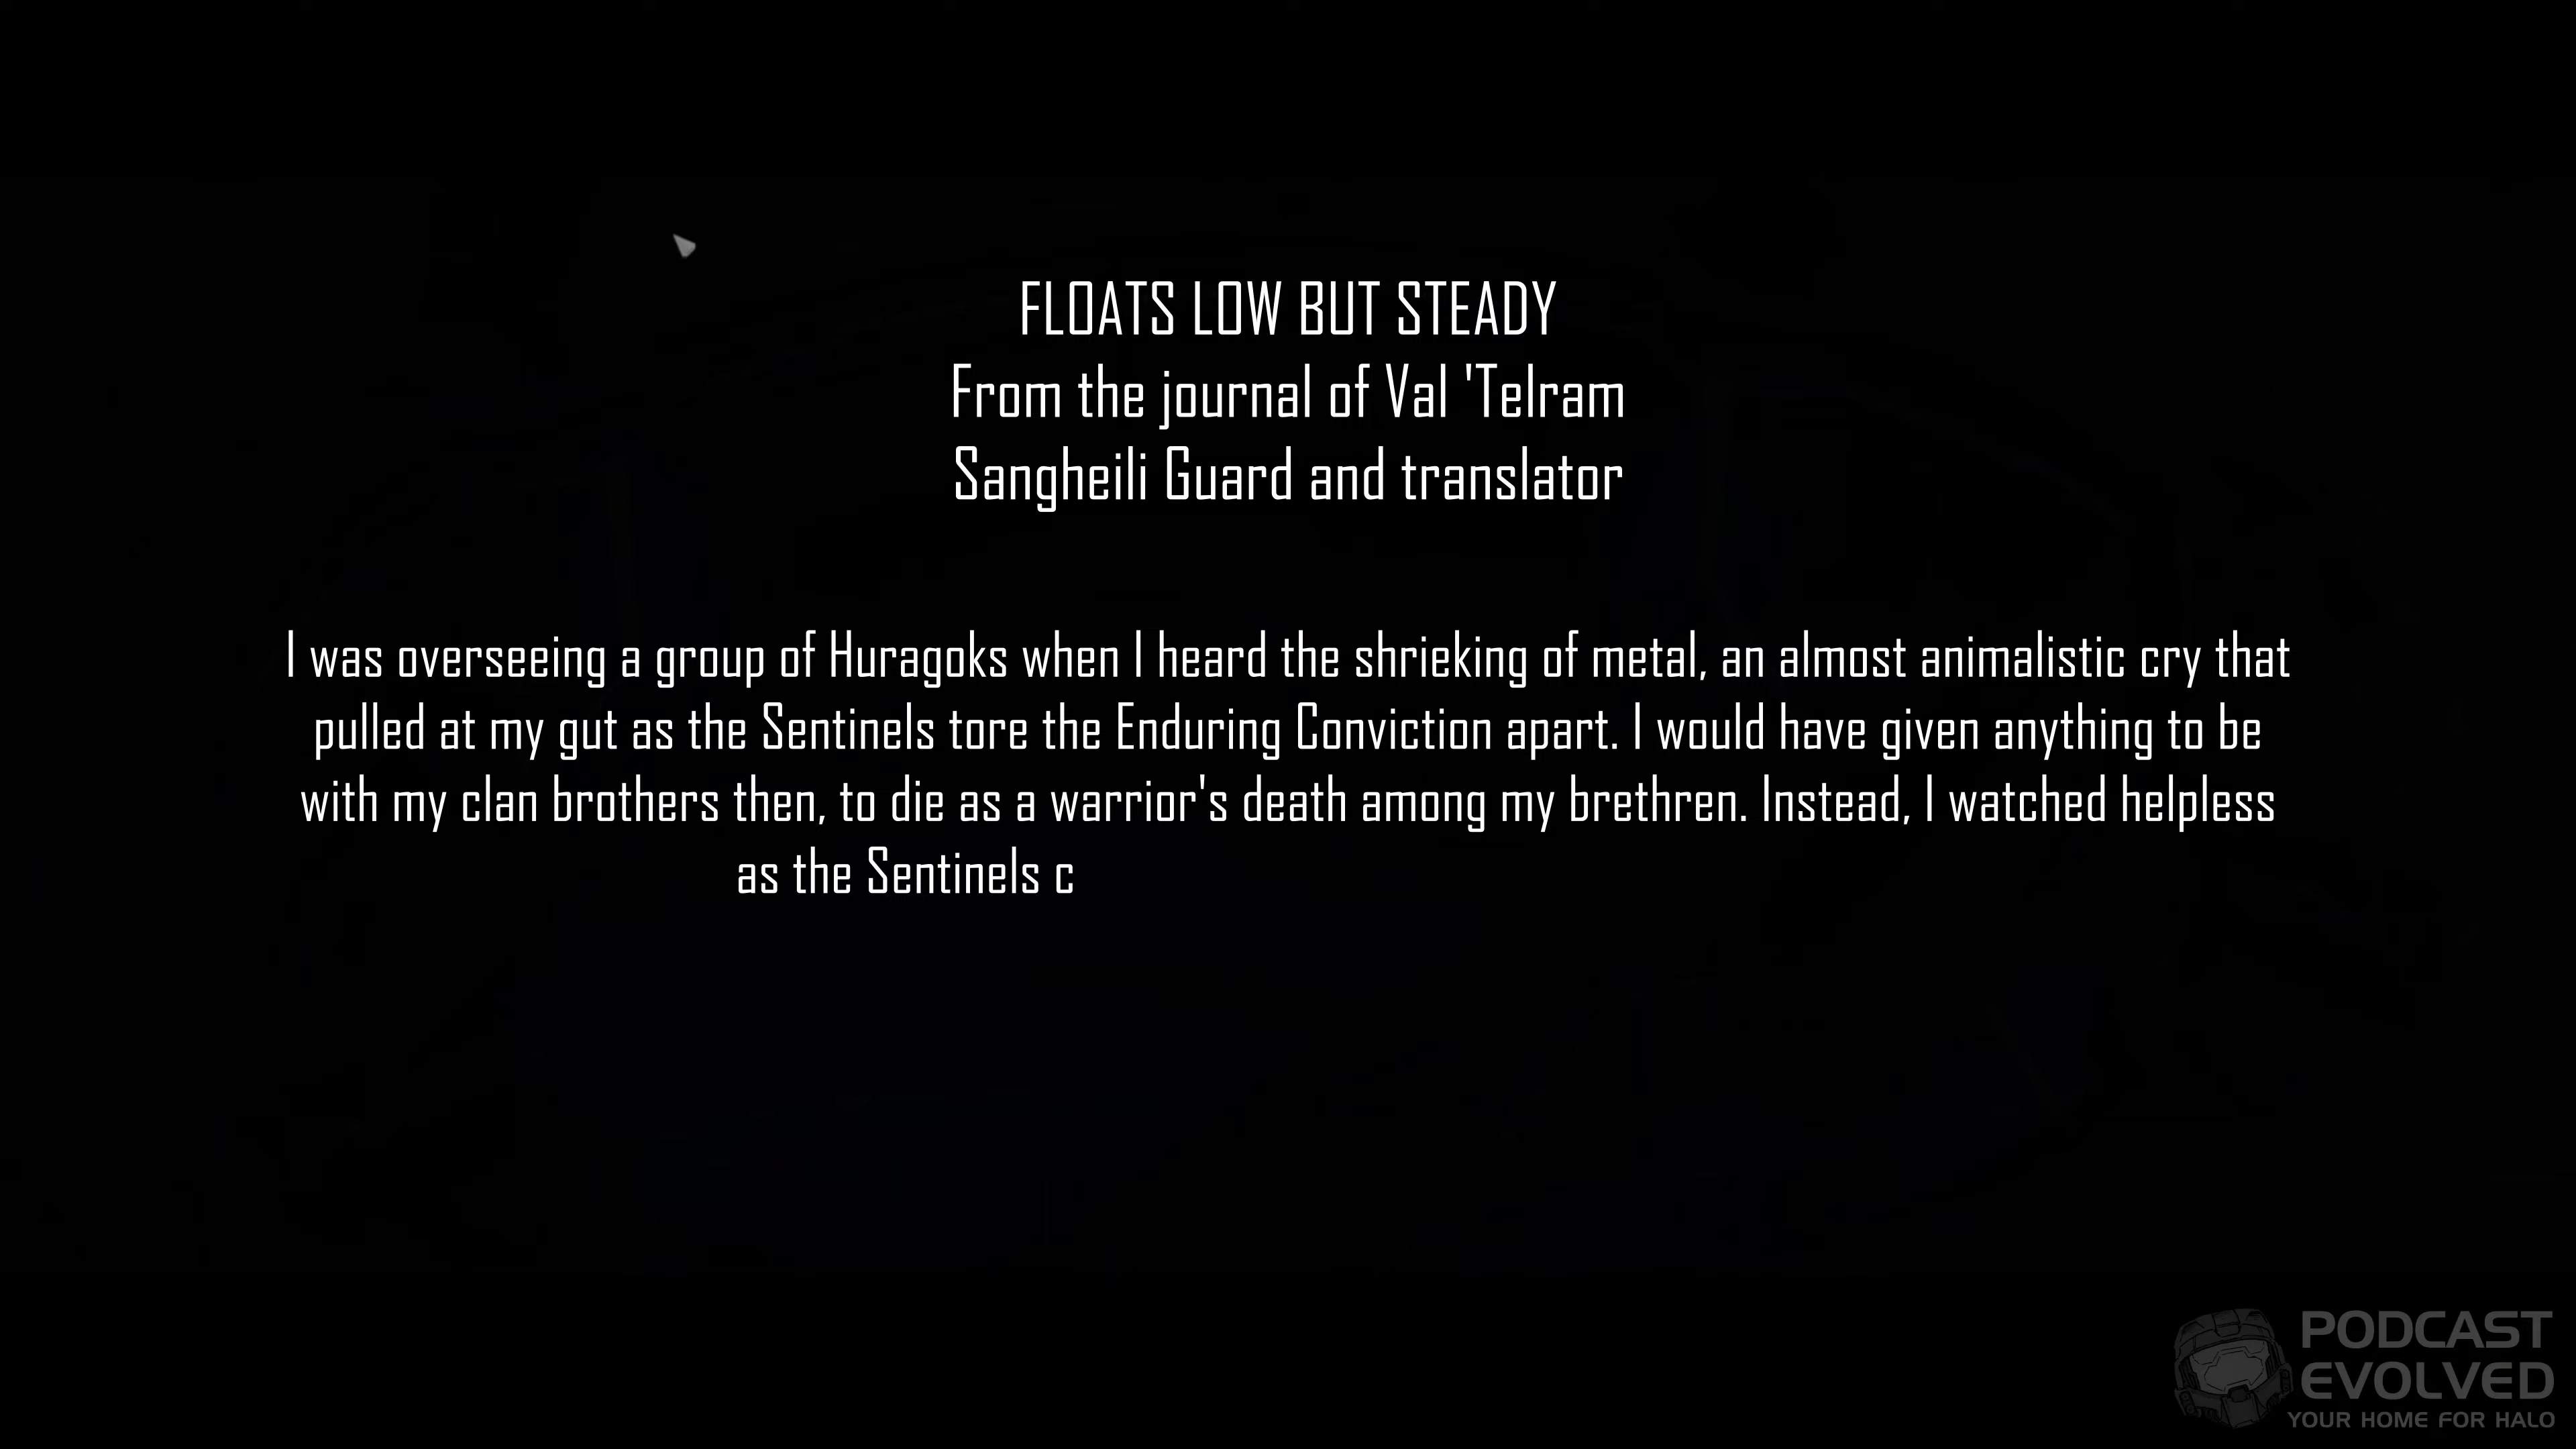 FLOATS LOW BUT STEADY
From the journal of Val 'Telram
Sangheili Guard and translator
I was overseeing a group of Huragoks when I heard the shrieking of metal, an almost animalistic cry that
pulled at my gut as the Sentinels tore the Enduring Conviction apart. I would have given anything to be
with my clan brothers then, to die as a warrior's death among my brethren. Instead, I watched helpless
as the Sentinels c
PODCAST
EVOLVED
YOUR HOME FOR HALO